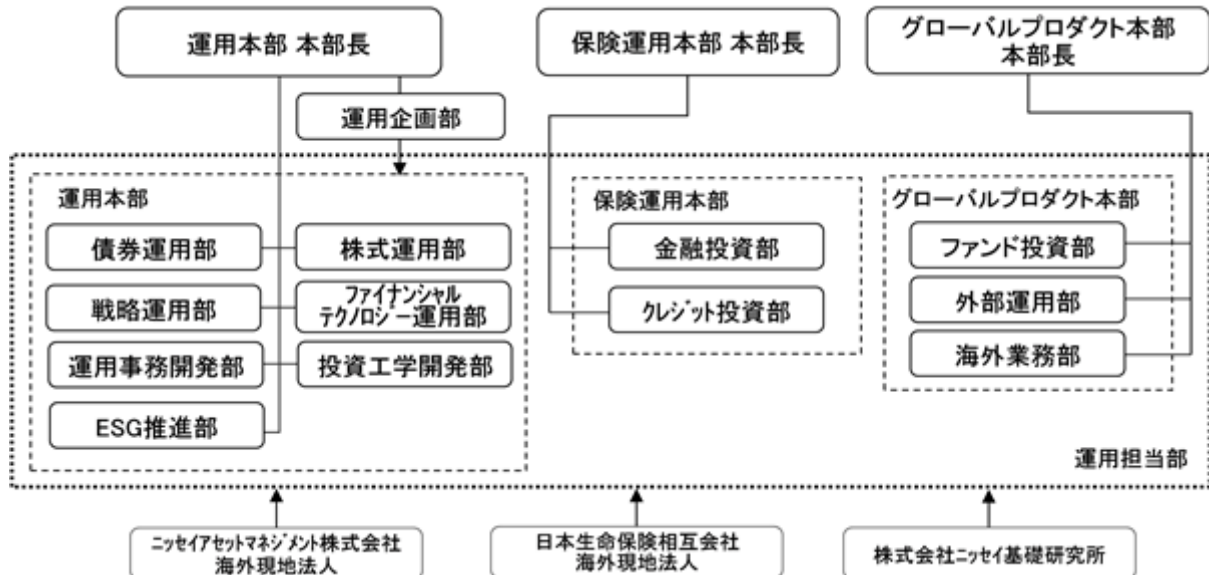 運用本部 本部長
保険運用本部 本部長
グローバルプロダクト本部
本部長
運用企画部
運用本部
債券運用部
株式運用部
戦略運用部
ファイナンシャル
テクノロジー運用部
運用事務開発部
投資工学開発部
ESG推進部
保険運用本部
金融投資部
クレジット投資部
グローバルプロダクト本部
ファンド投資部
外部運用部
海外業務部
運用担当部
ニッセイアセットマネジメント株式会社
海外現地法人
日本生命保険相互会社
海外現地法人
株式会社ニッセイ基礎研究所